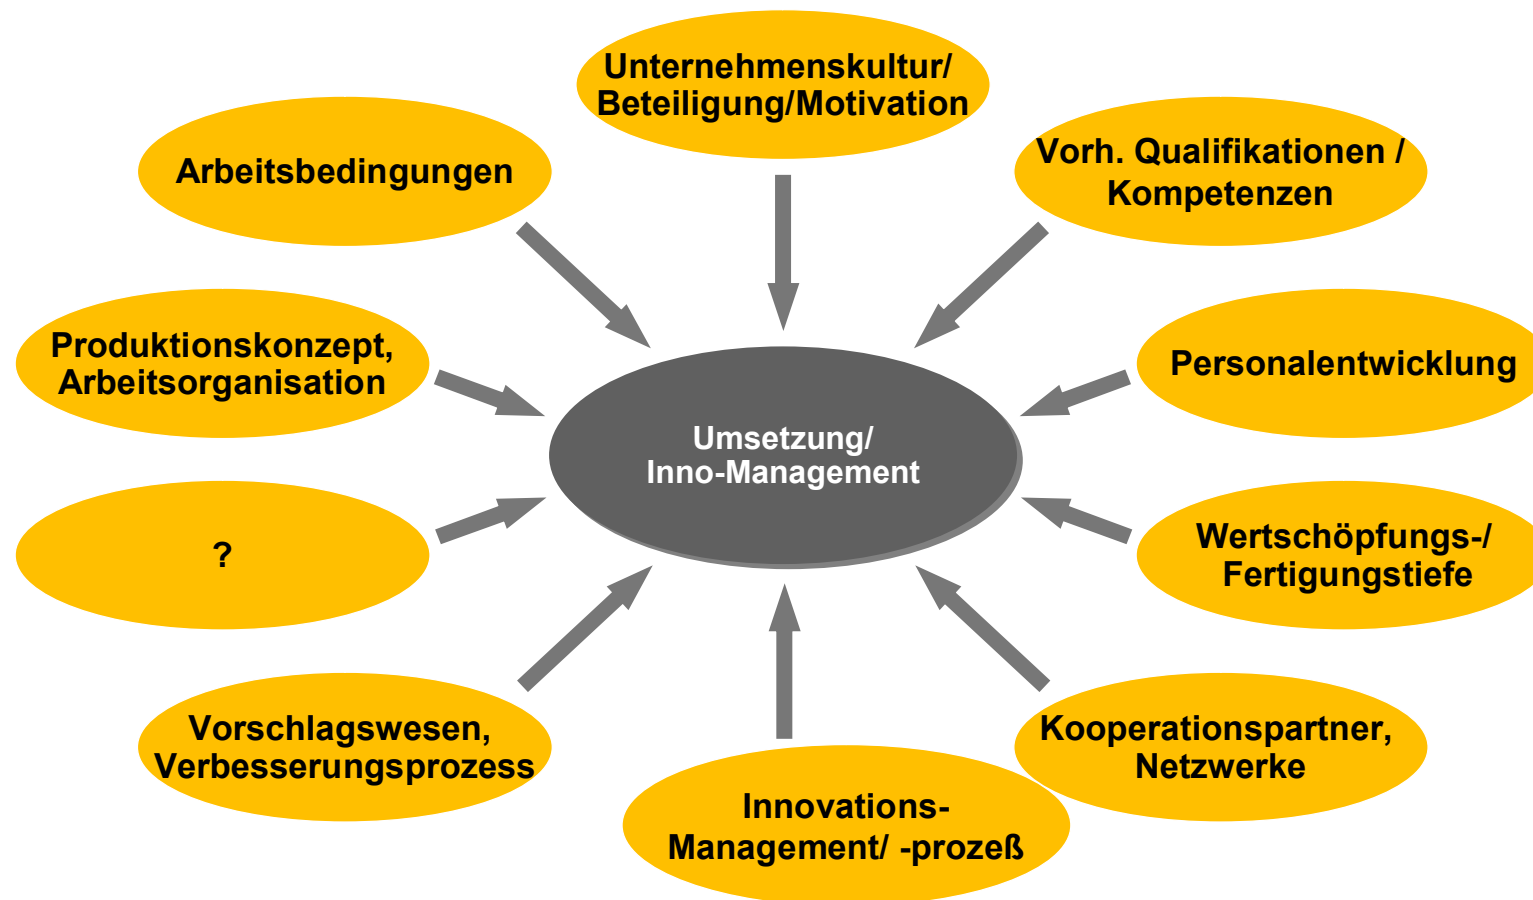 Unternehmenskultur/
Beteiligung/Motivation
Arbeitsbedingungen
Vorh. Qualifikationen /
Kompetenzen
Produktionskonzept,
Arbeitsorganisation
Personalentwicklung
Umsetzung/
Inno-Management
?
Wertschöpfungs-/
Fertigungstiefe
Vorschlagswesen,
Verbesserungsprozess
Kooperationspartner,
Netzwerke
Innovations-
Management/ -prozeß